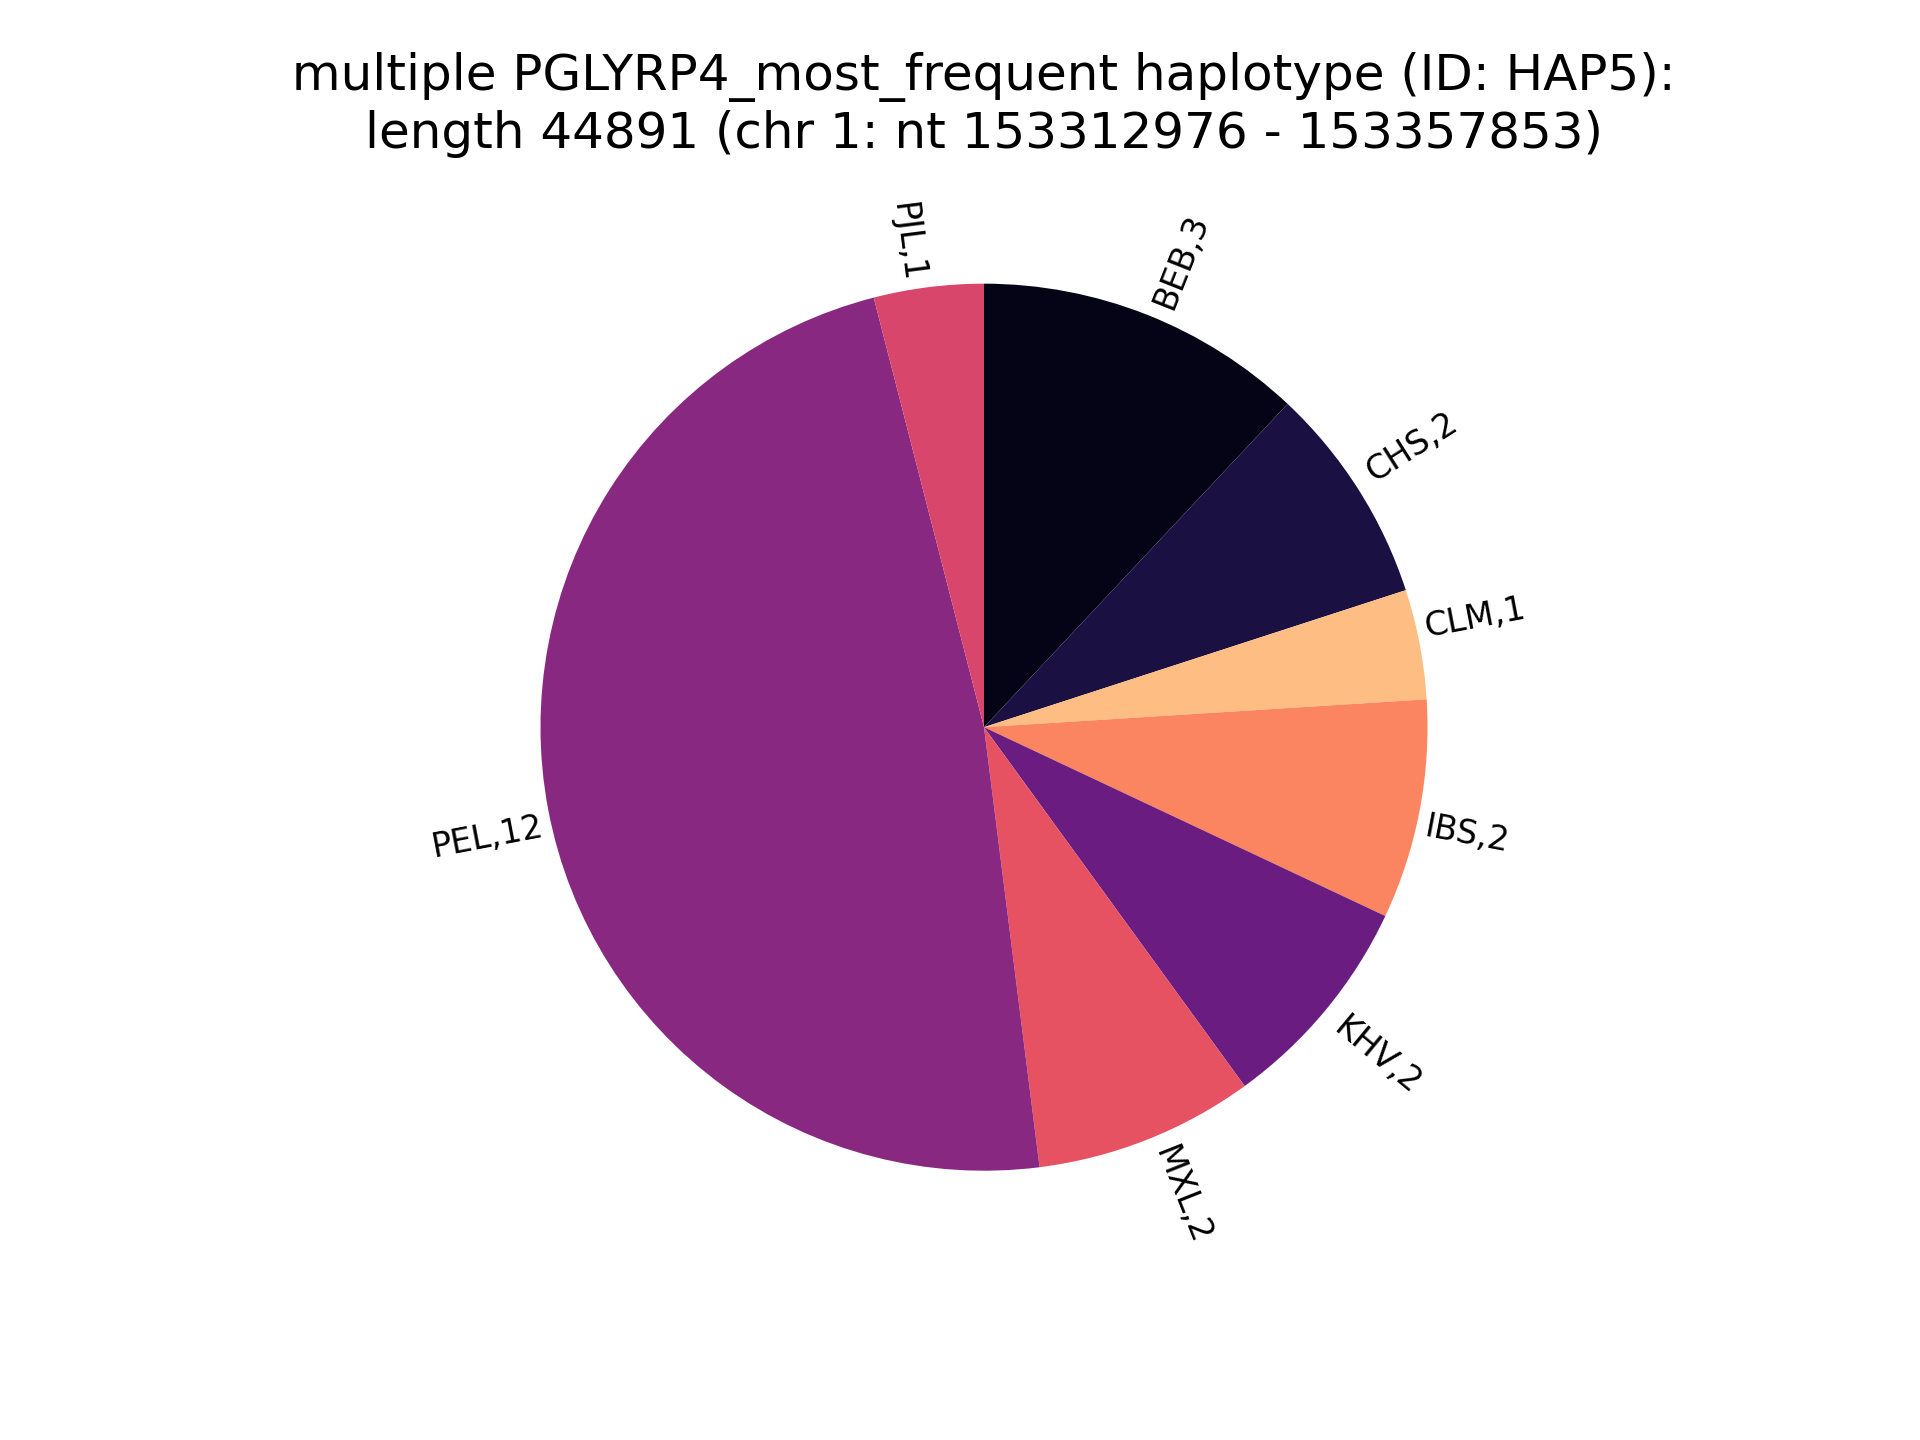 multiple PGLYRP4_most_frequent haplotype (ID: HAP5):
length 44891 (chr 1: nt 153312976 - 153357853)
PJL,1
BEB,3
CHS,2
CLM,1
IBS,2
KHV,2
MXL,2
PEL,12